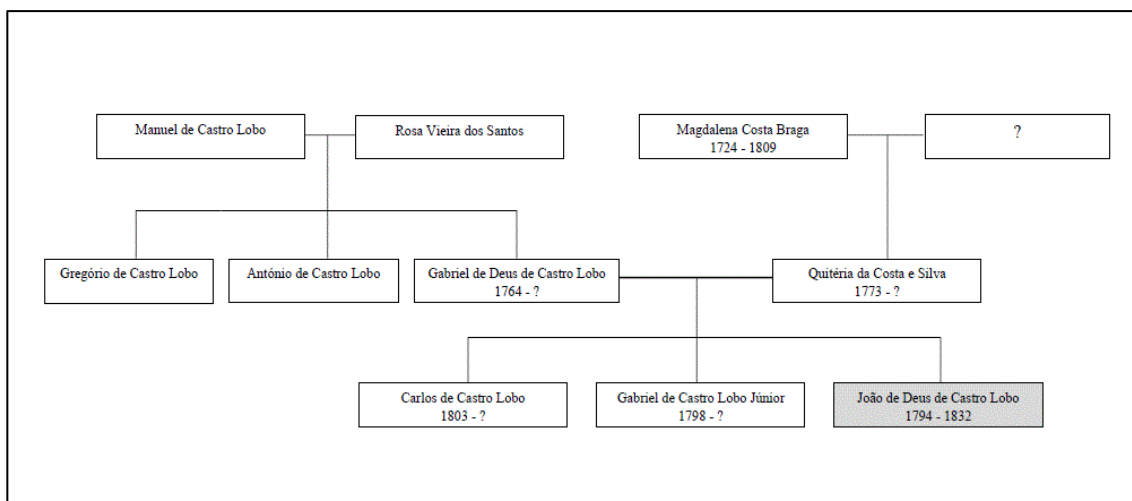 Manuel de Castro Lobo
Rosa Vieira dos Santos
Magdalena Costa Braga
1724 - 1809
?
Gregório de Castro Lobo
António de Castro Lobo
Gabriel de Deus de Castro Lobo
1764 - ?
Quitéria da Costa e Silva
1773 - ?
Carlos de Castro Lobo
1803 - ?
Gabriel de Castro Lobo Júnior
1798 - ?
João de Deus de Castro Lobo
1794 - 1832